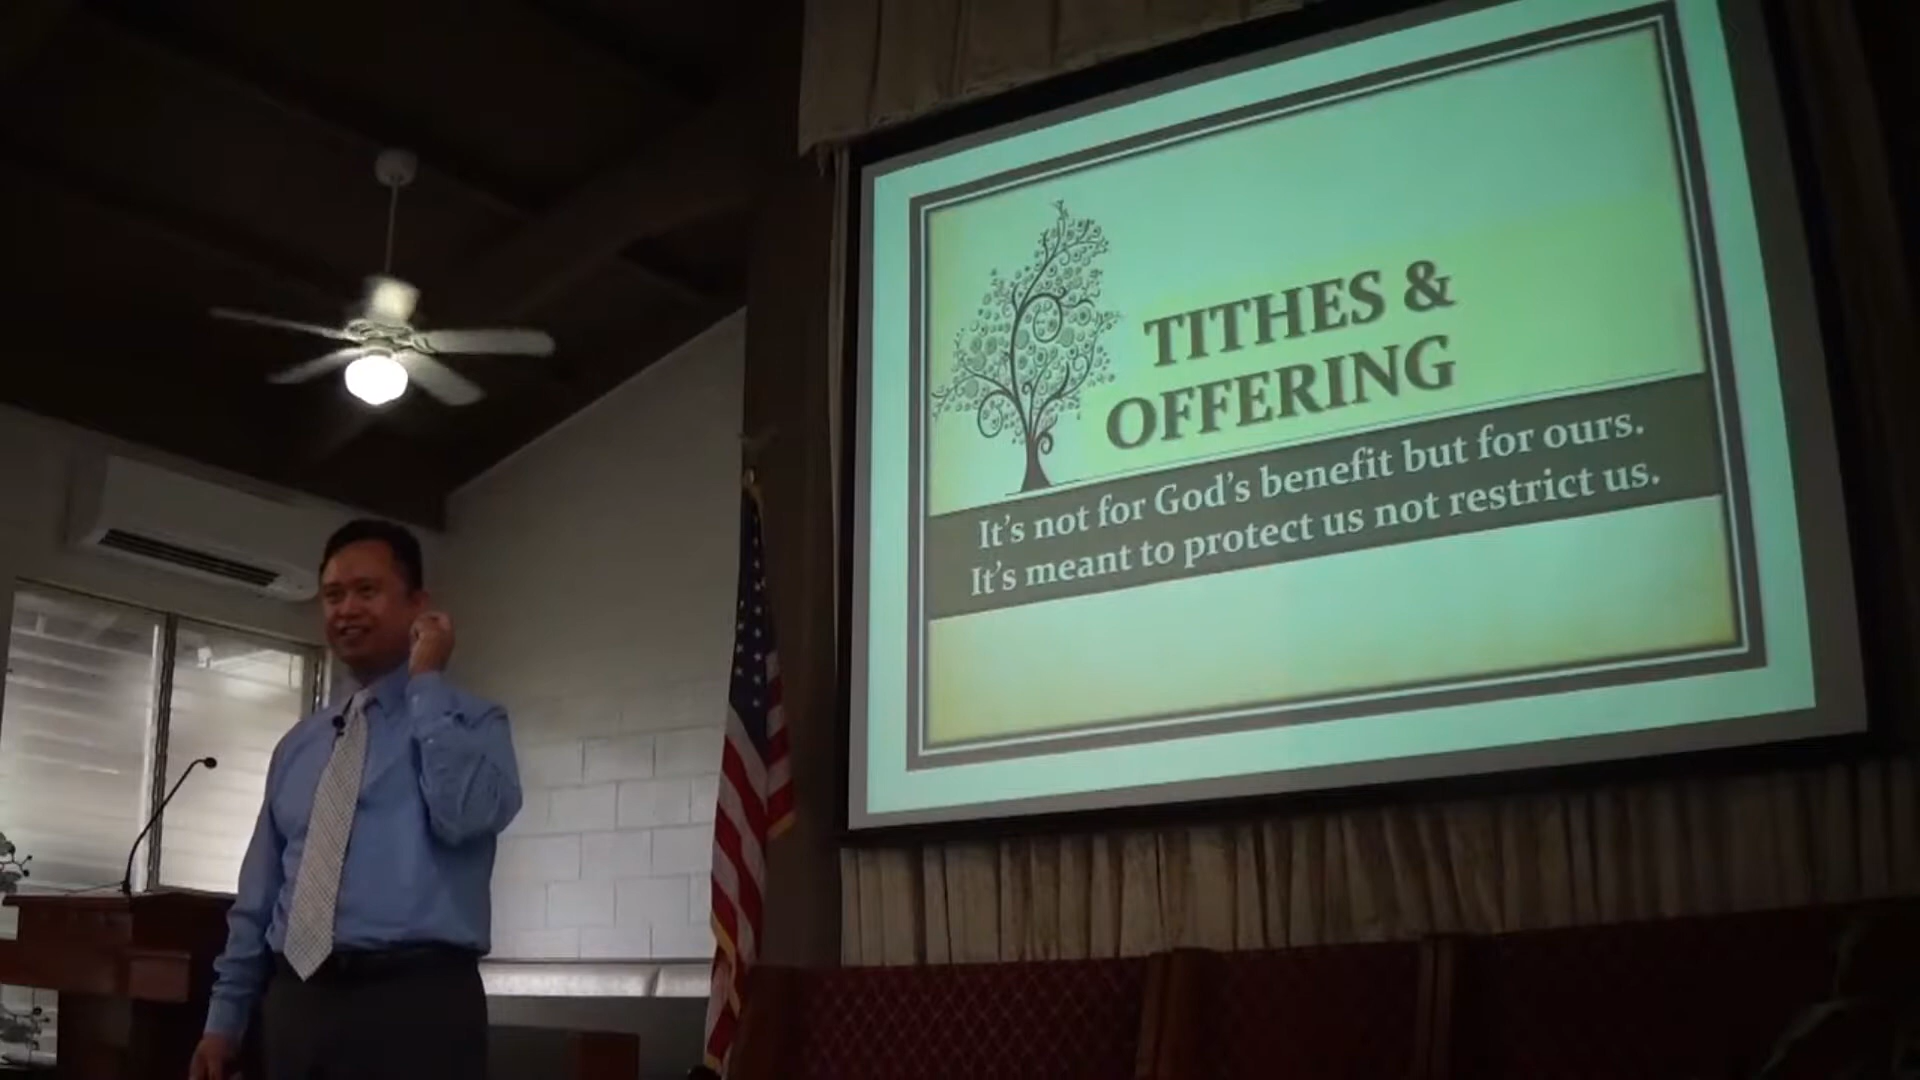 TITHES &
OFFERING
It's not for God's benefit but for ours.
It's meant to protect us not restrict us.